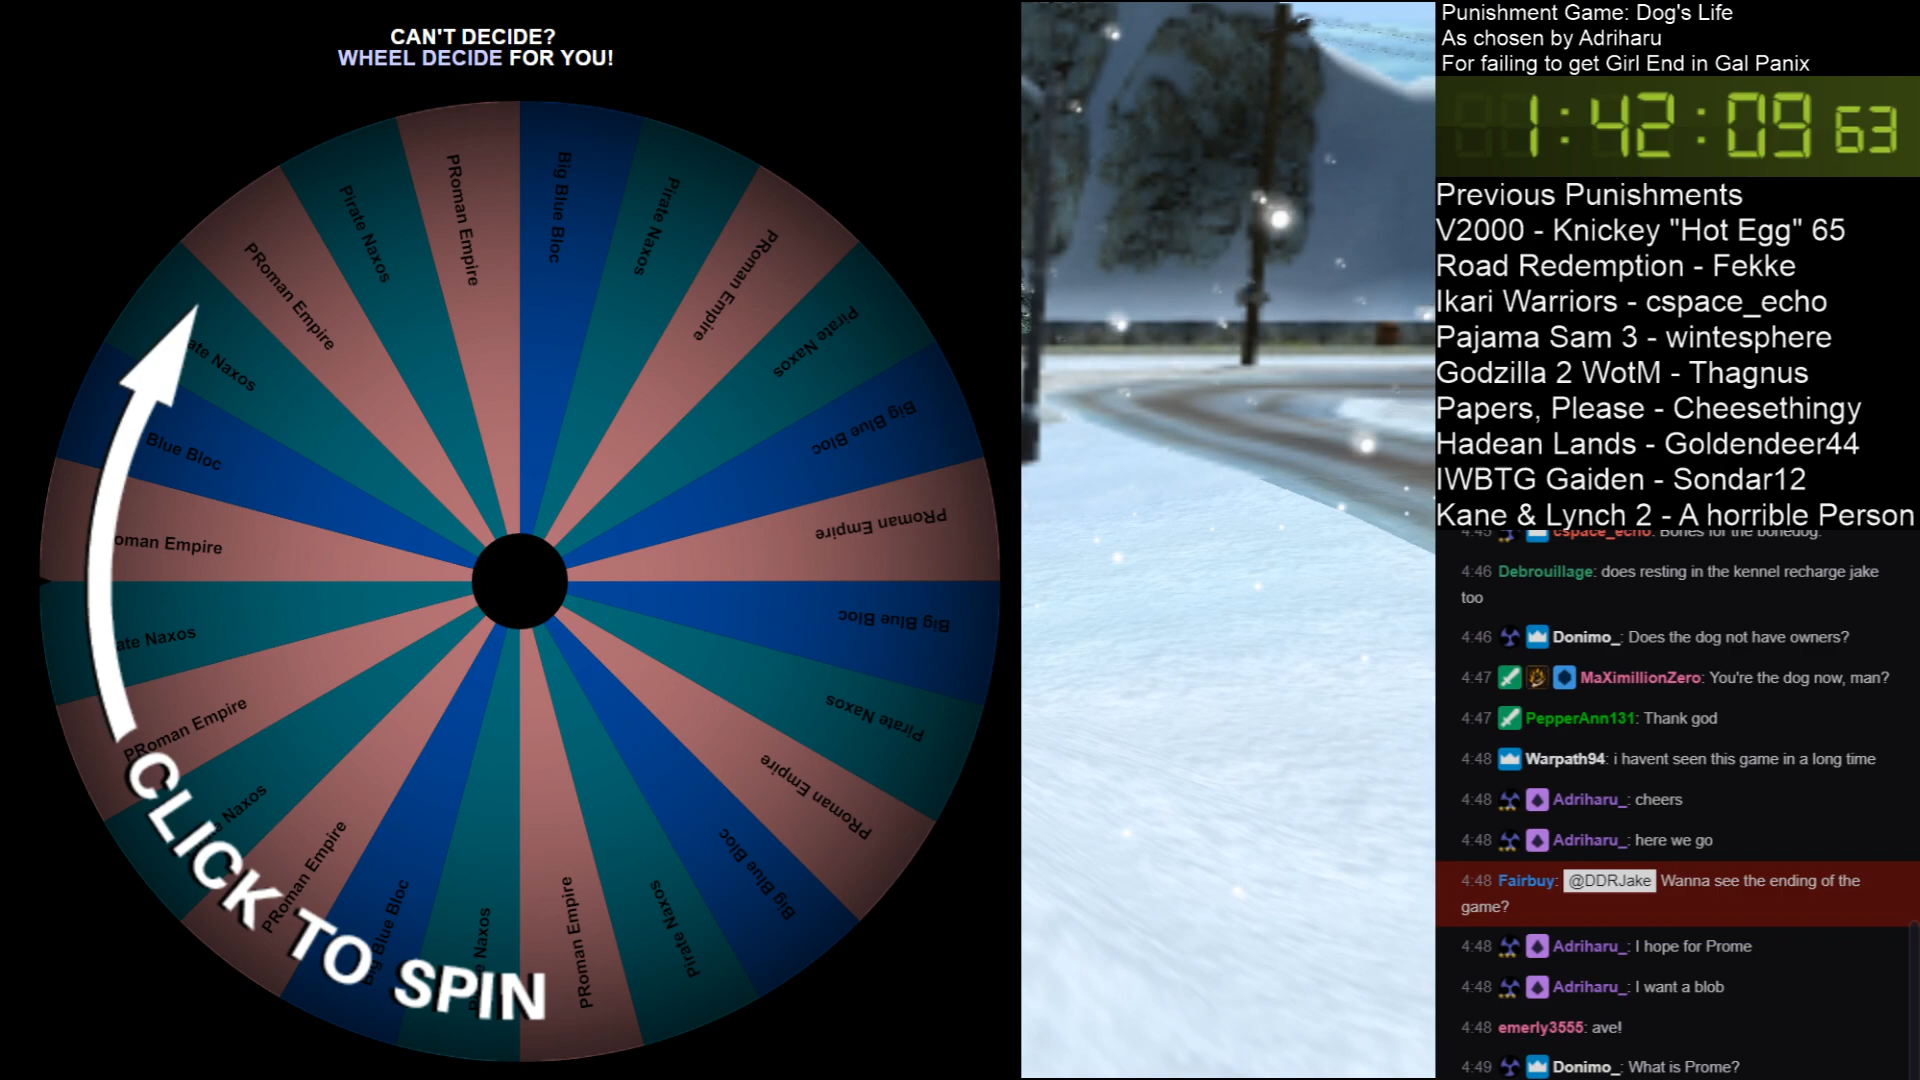 CAN'T DECIDE?
WHEEL DECIDE FOR YOU!
Big Blue Bloc
Pirate Naxos
PRoman Empire
Pirate Naxos
Big Blue Bloc
PRoman Empire
Big Blue Bloc
Pirate Naxos
PRoman Empire
Big Blue Bloc
Pirate Naxos
PRoman Empire
Naxos
Big Blue Bloc
PRoman Empire
Naxos
PRoman Empire
ate Naxos
oman Empire
Blue Bloc
ate Naxos
PRoman Empire
Pirate Naxos
PRoman Empire
CLICK TO SPIN
Punishment Game: Dog's Life
As chosen by Adriharu
For failing to get Girl End in Gal Panix
1:42:09 63
Previous Punishments
V2000 - Knickey "Hot Egg" 65
Road Redemption - Fekke
Ikari Warriors - cspace_echo
Pajama Sam 3 - wintesphere
Godzilla 2 WotM - Thagnus
Papers, Please - Cheesethingy
Hadean Lands - Goldendeer44
IWBTG Gaiden - Sondar12
Kane & Lynch 2 - A horrible Person
4:45 cspace_echo: Bones for the bonedog.
4:46 Debrouillage: does resting in the kennel recharge jake
too
4:46 Donimo_: Does the dog not have owners?
4:47 MaXimillionZero: You're the dog now, man?
4:47 PepperAnn131: Thank god
4:48 Warpath94: i havent seen this game in a long time
4:48 Adriharu_: cheers
4:48 Adriharu_: here we go
4:48 Fairbuy: @DDRJake Wanna see the ending of the
game?
4:48 Adriharu_: I hope for Prome
4:48 Adriharu_: I want a blob
4:48 emerly3555: ave!
4:49 Donimo_: What is Prome?